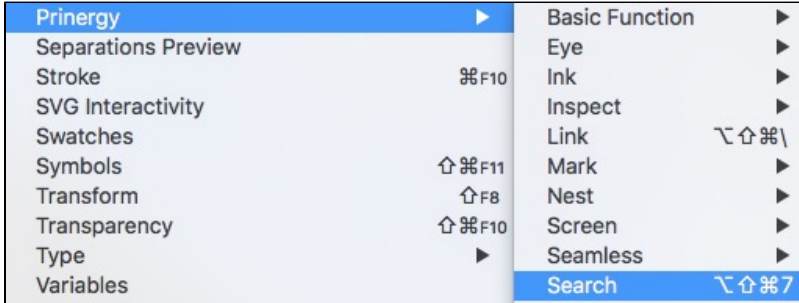 Prinergy ▶
Separations Preview
Stroke ⌘F10
SVG Interactivity
Swatches
Symbols ⇧⌘F11
Transform ⇧F8
Transparency ⇧⌘F10
Type ▶
Variables
Basic Function ▶
Eye ▶
Ink ▶
Inspect ▶
Link ⌥⇧⌘\
Mark ▶
Nest ▶
Screen ▶
Seamless ▶
Search ⌥⇧⌘7